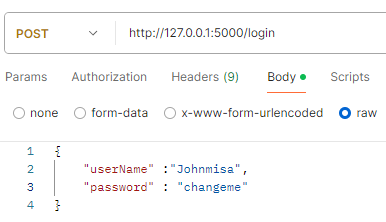 POST http://127.0.0.1:5000/login
Params Authorization Headers (9) Body Scripts
none form-data x-www-form-urlencoded raw
1 {
2 "userName" :"Johnmisa",
3 "password" : "changeme"
4 }